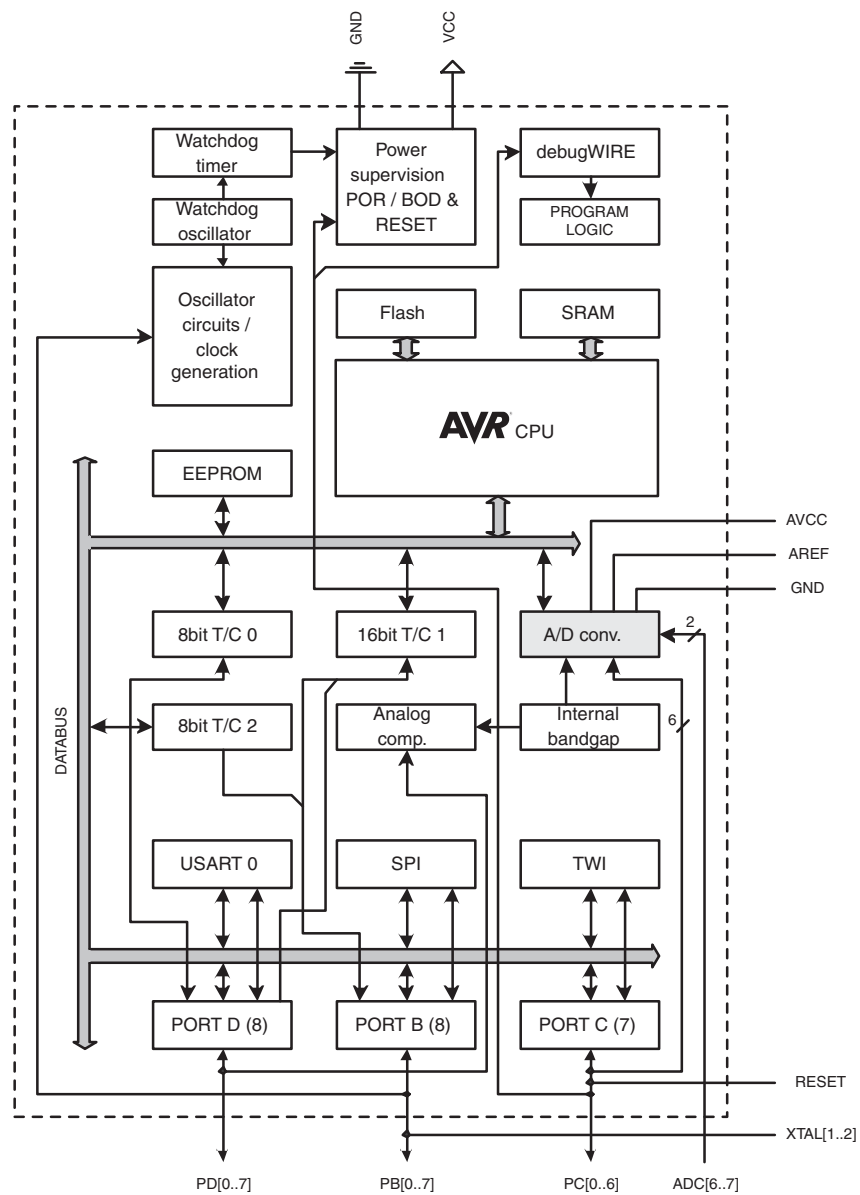 GND
VCC
Watchdog
timer
Power
supervision
POR / BOD &
RESET
debugWIRE
Watchdog
oscillator
PROGRAM
LOGIC
Oscillator
circuits /
clock
generation
Flash
SRAM
AVR CPU
EEPROM
AVCC
AREF
GND
8bit T/C 0
16bit T/C 1
A/D conv.
2
DATABUS
8bit T/C 2
Analog
comp.
Internal
bandgap
6
USART 0
SPI
TWI
PORT D (8)
PORT B (8)
PORT C (7)
RESET
XTAL[1..2]
PD[0..7]
PB[0..7]
PC[0..6]
ADC[6..7]